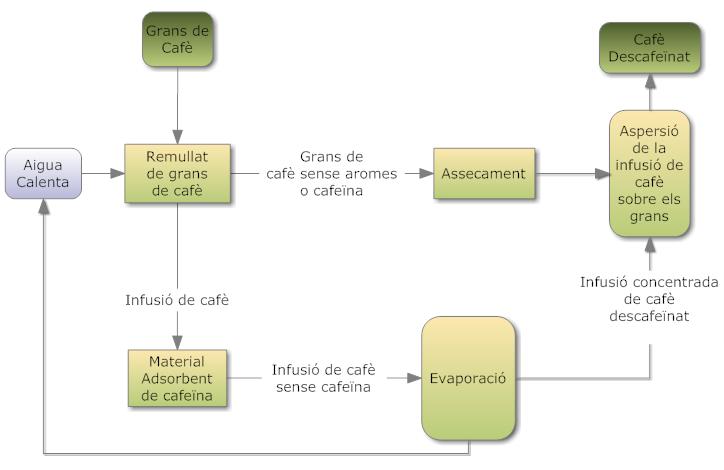 Grans de
Cafè
Cafè
Descafeïnat
Aigua
Calenta
Remullat
de grans
de cafè
Grans de
cafè sense aromes
o cafeïna
Assecament
Aspersió
de la
infusió de
cafè
sobre els
grans
Infusió de cafè
Infusió concentrada
de cafè
descafeïnat
Material
Adsorbent
de cafeïna
Infusió de cafè
sense cafeïna
Evaporació